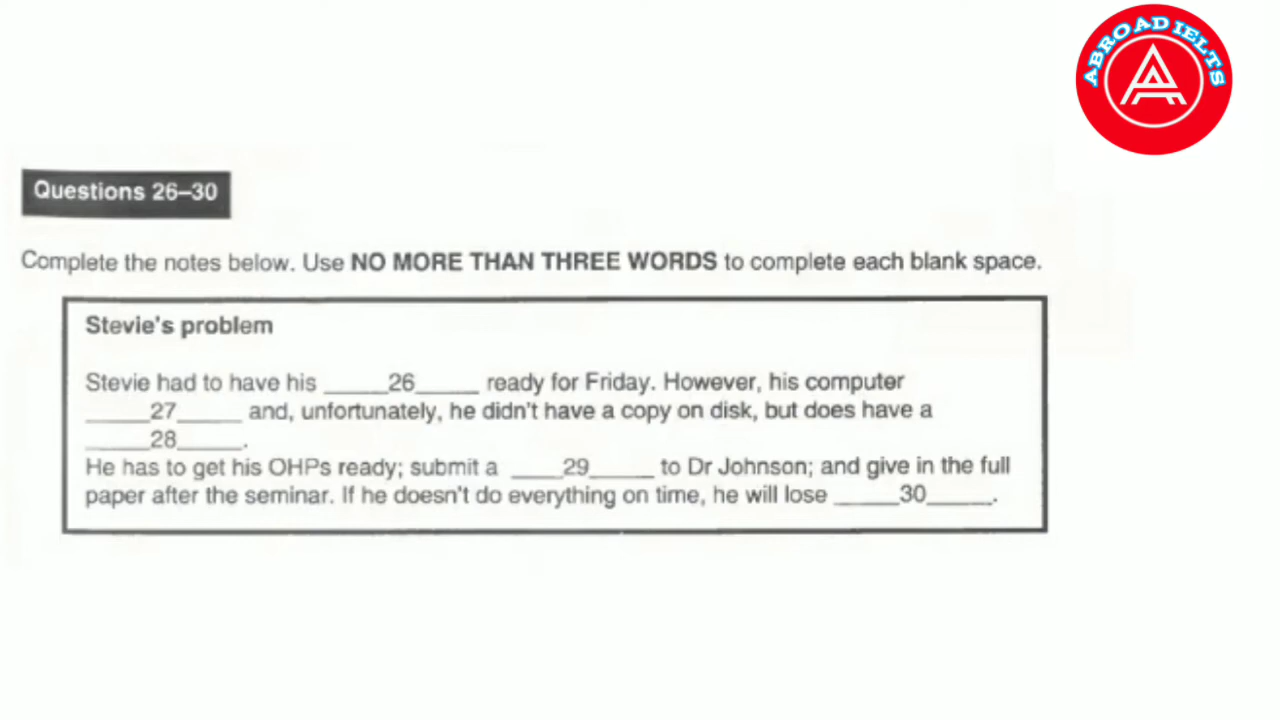 ABROAD IELTS
Questions 26–30
Complete the notes below. Use NO MORE THAN THREE WORDS to complete each blank space.
Stevie's problem
Stevie had to have his _____26_____ ready for Friday. However, his computer
_____27_____ and, unfortunately, he didn't have a copy on disk, but does have a
_____28_____.
He has to get his OHPs ready; submit a ____29_____ to Dr Johnson; and give in the full
paper after the seminar. If he doesn't do everything on time, he will lose _____30_____.